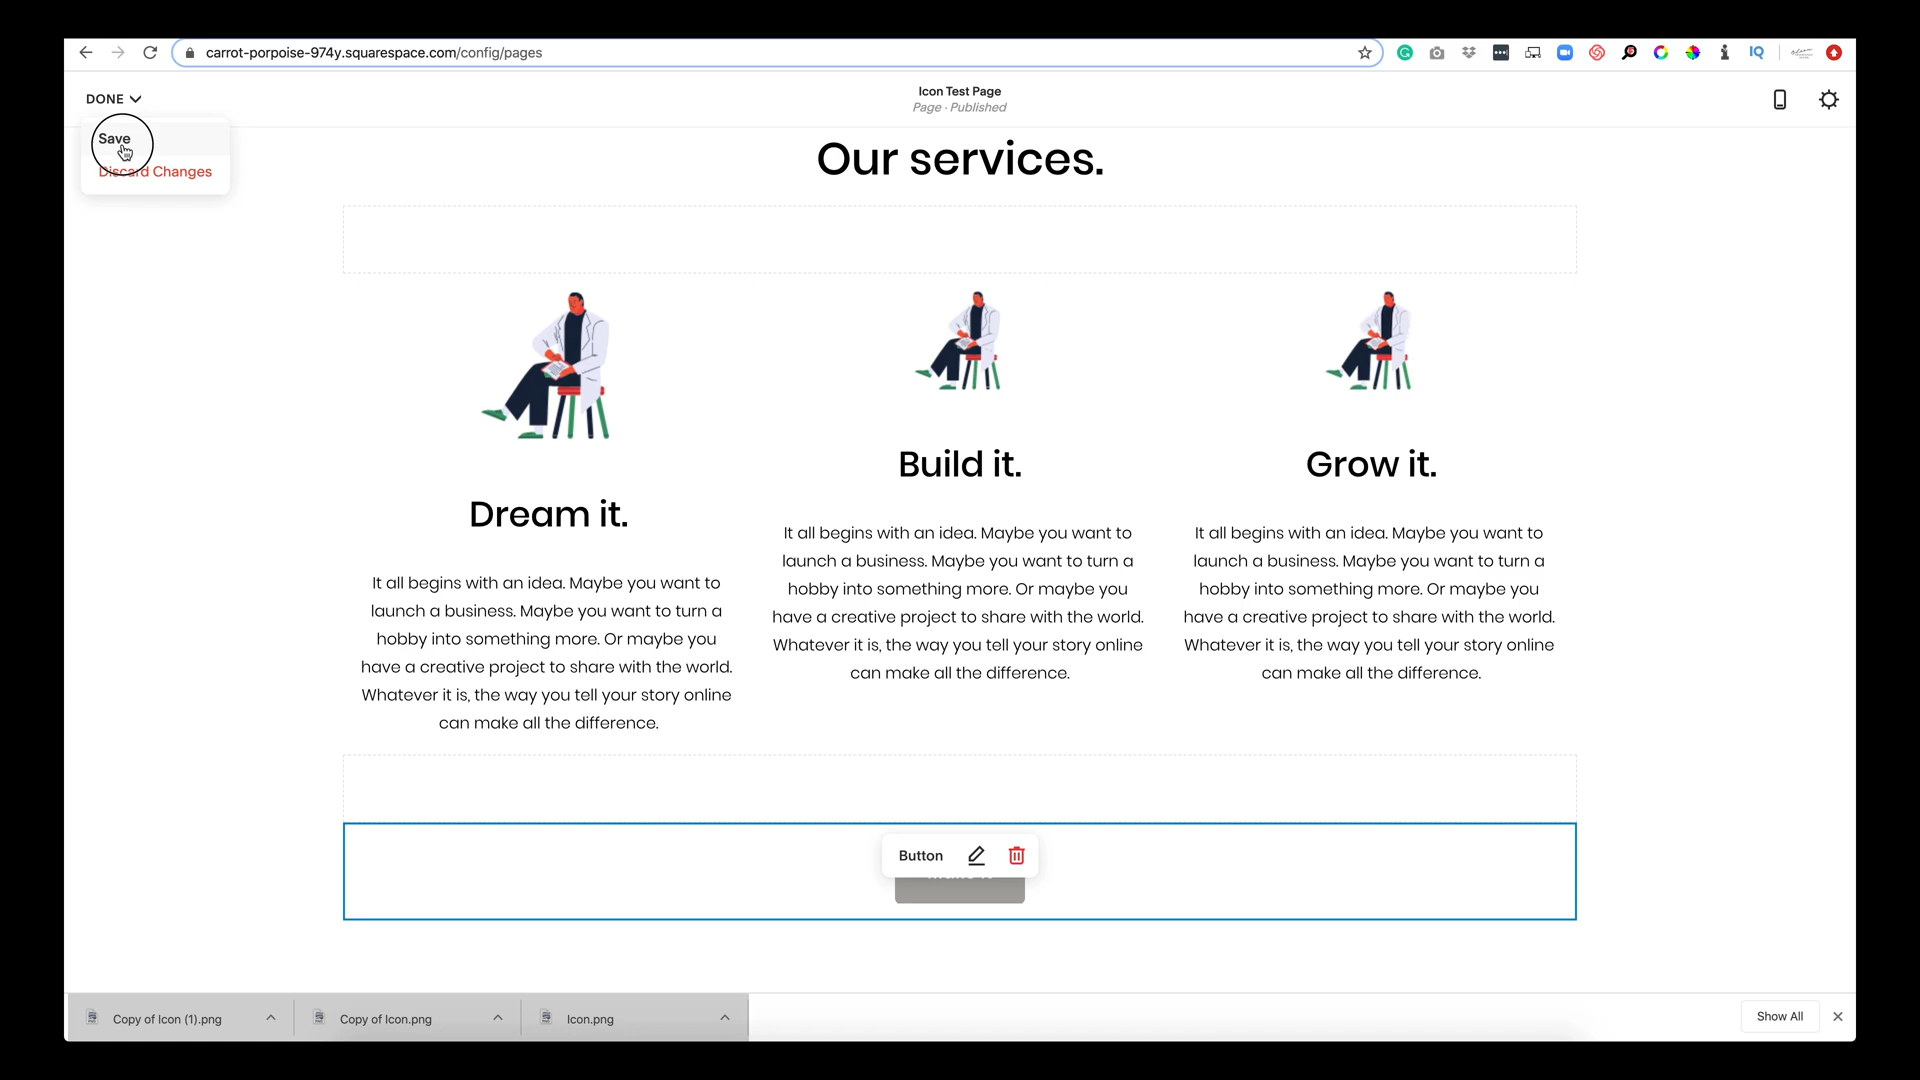 carrot-porpoise-974y.squarespace.com/config/pages
IQ
DONE
Icon Test Page
Page · Published
Save
Discard Changes
Our services.
Dream it.
It all begins with an idea. Maybe you want to
launch a business. Maybe you want to turn a
hobby into something more. Or maybe you
have a creative project to share with the world.
Whatever it is, the way you tell your story online
can make all the difference.
Build it.
It all begins with an idea. Maybe you want to
launch a business. Maybe you want to turn a
hobby into something more. Or maybe you
have a creative project to share with the world.
Whatever it is, the way you tell your story online
can make all the difference.
Grow it.
It all begins with an idea. Maybe you want to
launch a business. Maybe you want to turn a
hobby into something more. Or maybe you
have a creative project to share with the world.
Whatever it is, the way you tell your story online
can make all the difference.
Button
Copy of Icon (1).png
Copy of Icon.png
Icon.png
Show All